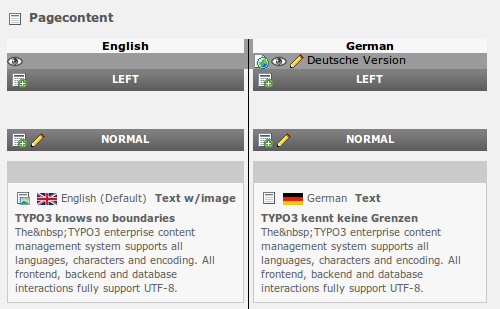 Pagecontent
English
German
Deutsche Version
LEFT
LEFT
NORMAL
NORMAL
English (Default) Text w/image
TYPO3 knows no boundaries
The&nbsp;TYPO3 enterprise content
management system supports all
languages, characters and encoding. All
frontend, backend and database
interactions fully support UTF-8.
German Text
TYPO3 kennt keine Grenzen
The&nbsp;TYPO3 enterprise content
management system supports all
languages, characters and encoding. All
frontend, backend and database
interactions fully support UTF-8.